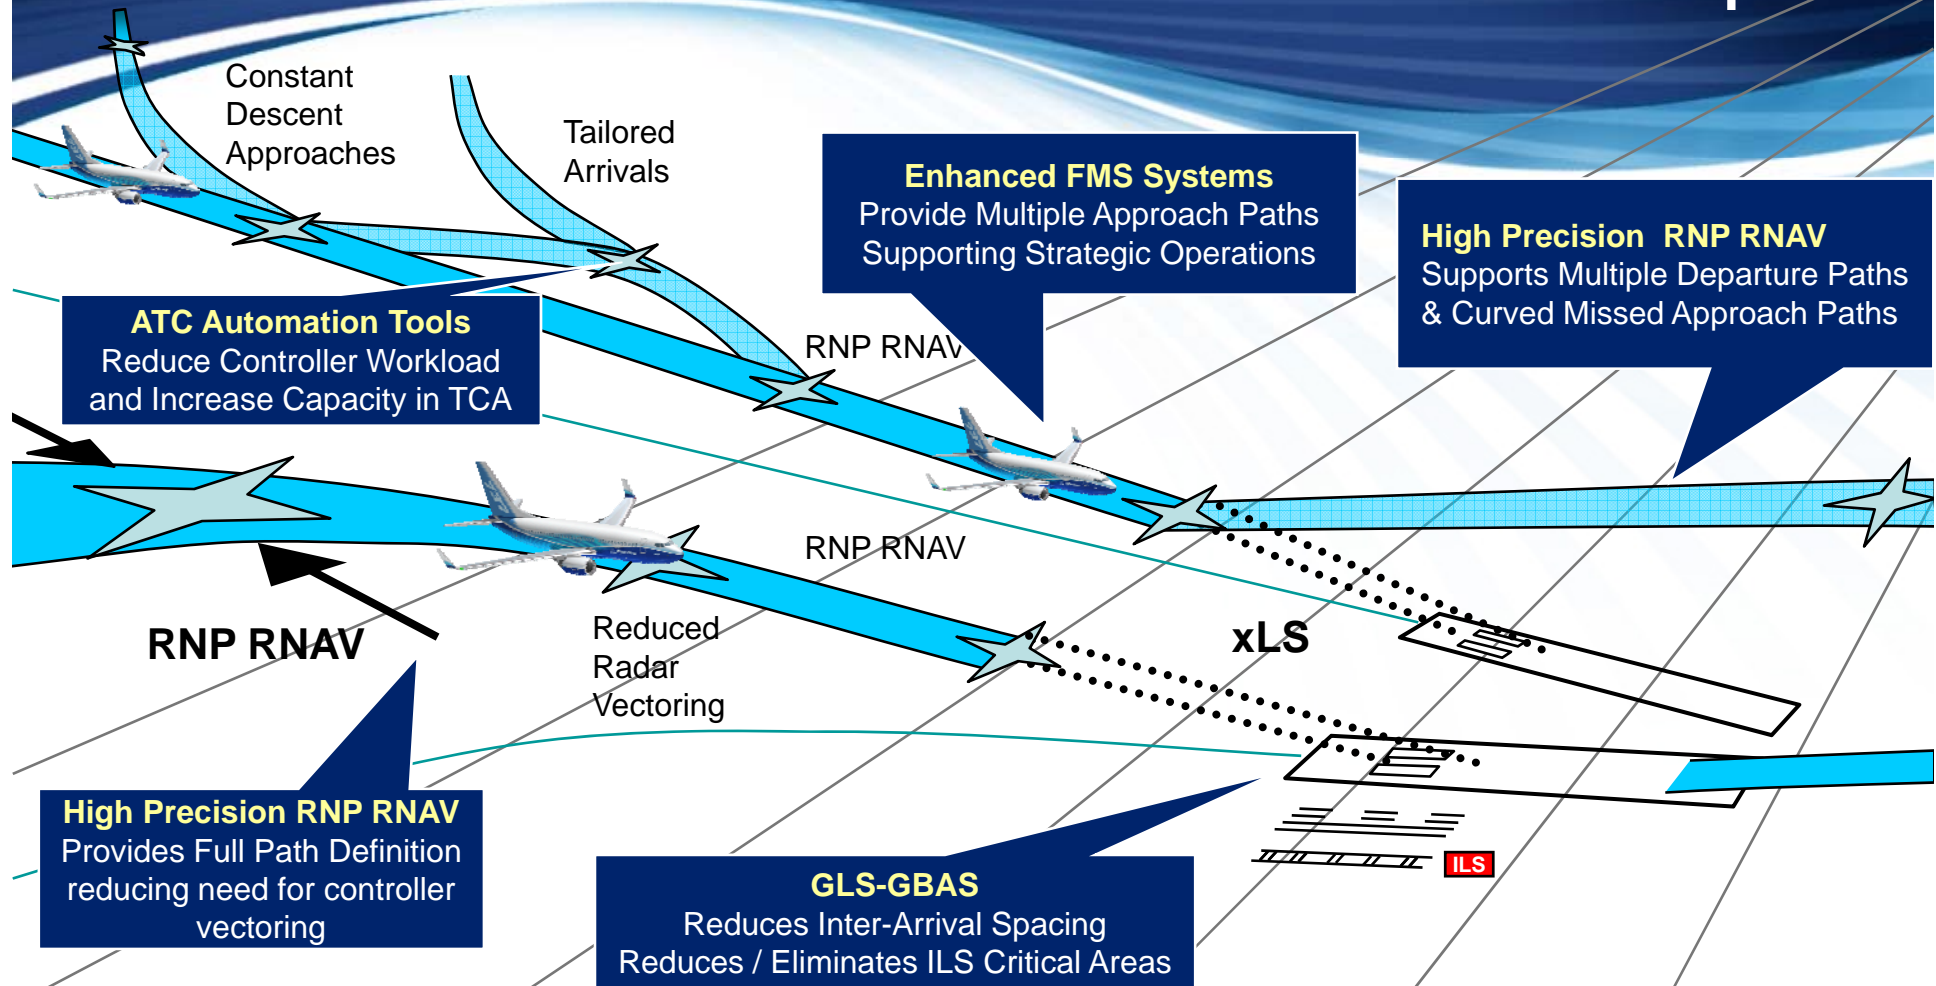 Constant
Descent
Approaches
Tailored
Arrivals
Enhanced FMS Systems
Provide Multiple Approach Paths
Supporting Strategic Operations
High Precision RNP RNAV
Supports Multiple Departure Paths
& Curved Missed Approach Paths
ATC Automation Tools
Reduce Controller Workload
and Increase Capacity in TCA
RNP RNAV
RNP RNAV
RNP RNAV
Reduced
Radar
Vectoring
xLS
High Precision RNP RNAV
Provides Full Path Definition
reducing need for controller
vectoring
GLS-GBAS
Reduces Inter-Arrival Spacing
Reduces / Eliminates ILS Critical Areas
ILS